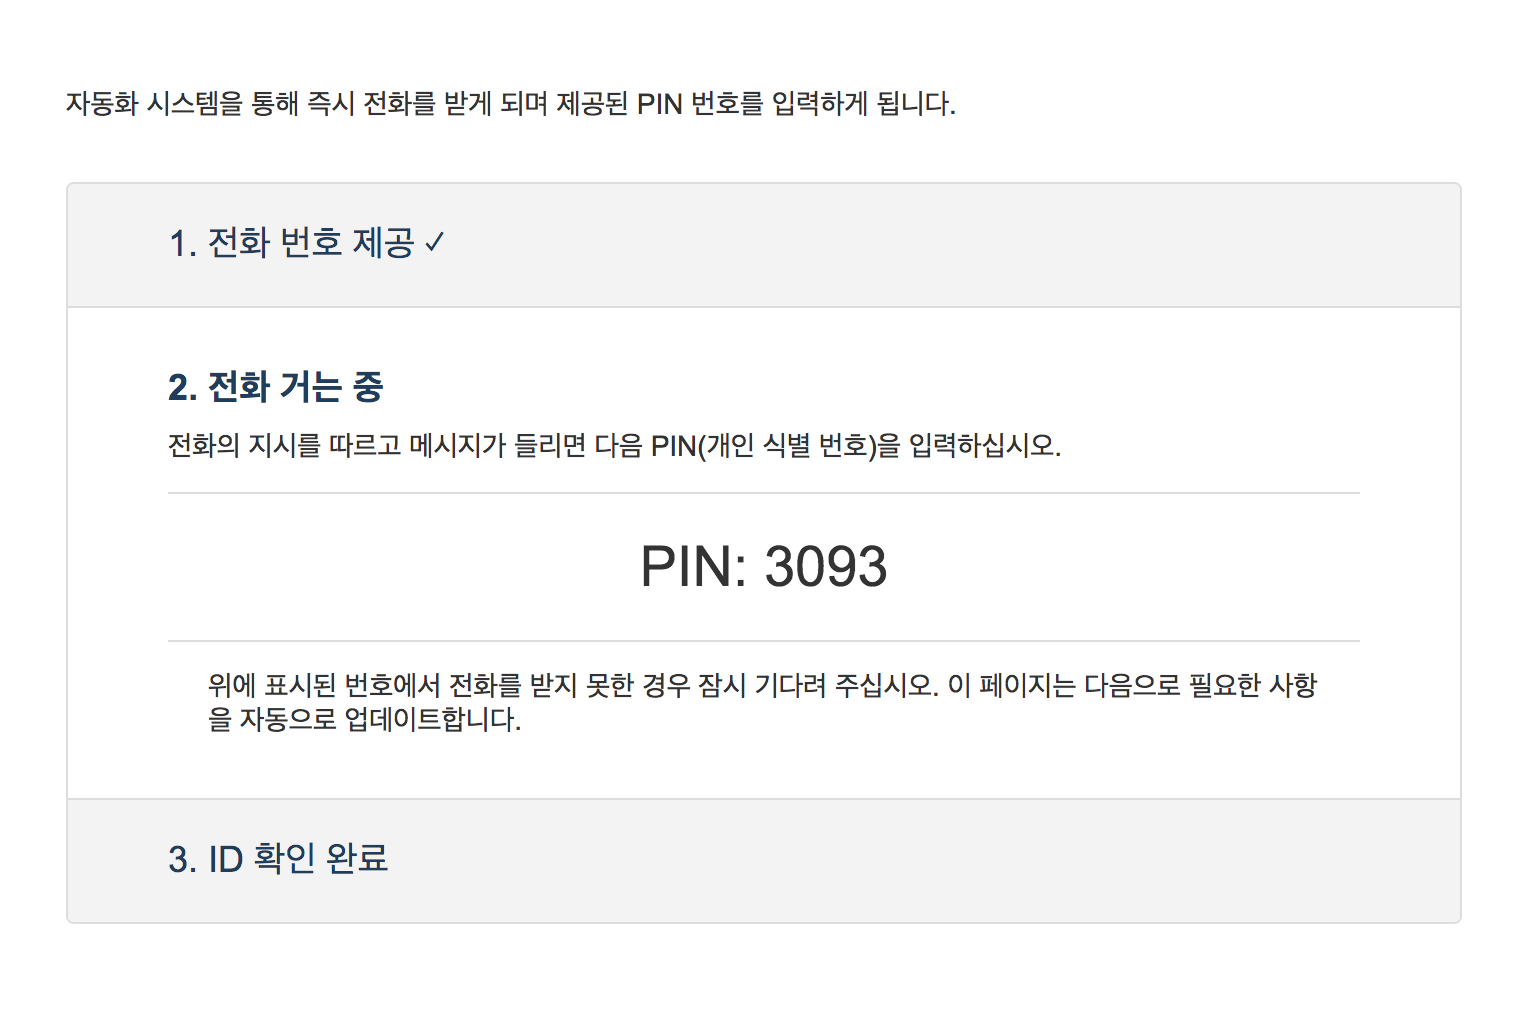 자동화 시스템을 통해 즉시 전화를 받게 되며 제공된 PIN 번호를 입력하게 됩니다.
1. 전화 번호 제공 ✓
2. 전화 거는 중
전화의 지시를 따르고 메시지가 들리면 다음 PIN(개인 식별 번호)을 입력하십시오.
PIN: 3093
위에 표시된 번호에서 전화를 받지 못한 경우 잠시 기다려 주십시오. 이 페이지는 다음으로 필요한 사항
을 자동으로 업데이트합니다.
3. ID 확인 완료